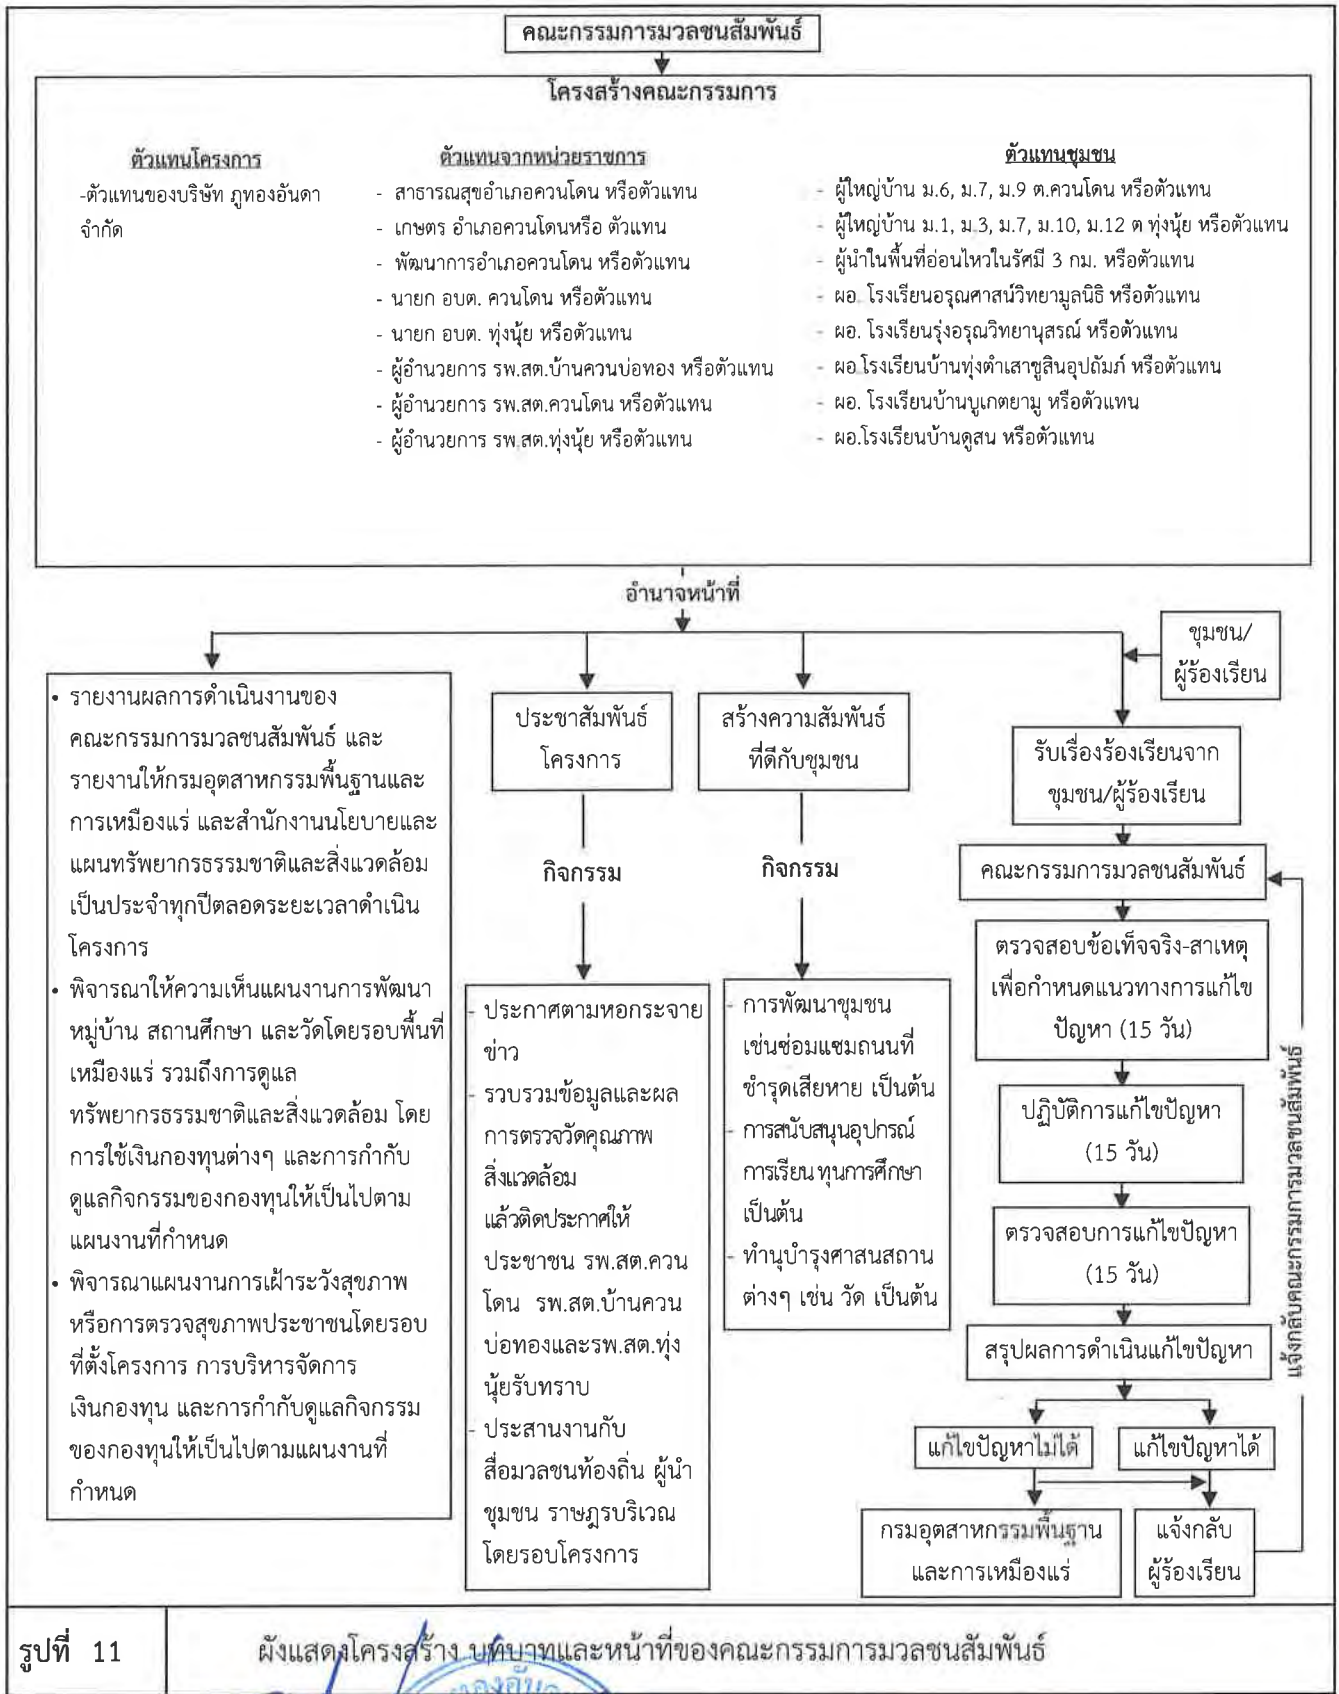 คณะกรรมการมวลชนสัมพันธ์
โครงสร้างคณะกรรมการ
ตัวแทนโครงการ
-ตัวแทนของบริษัท ภูทองอันดา
จำกัด
ตัวแทนจากหน่วยราชการ
- สาธารณสุขอำเภอควนโดน หรือตัวแทน
- เกษตร อำเภอควนโดนหรือ ตัวแทน
- พัฒนาการอำเภอควนโดน หรือตัวแทน
- นายก อบต. ควนโดน หรือตัวแทน
- นายก อบต. ทุ่งนุ้ย หรือตัวแทน
- ผู้อำนวยการ รพ.สต.บ้านควนบ่อทอง หรือตัวแทน
- ผู้อำนวยการ รพ.สต.ควนโดน หรือตัวแทน
- ผู้อำนวยการ รพ.สต.ทุ่งนุ้ย หรือตัวแทน
ตัวแทนชุมชน
- ผู้ใหญ่บ้าน ม.6, ม.7, ม.9 ต.ควนโดน หรือตัวแทน
- ผู้ใหญ่บ้าน ม.1, ม.3, ม.7, ม.10, ม.12 ต ทุ่งนุ้ย หรือตัวแทน
- ผู้นำในพื้นที่อ่อนไหวในรัศมี 3 กม. หรือตัวแทน
- ผอ. โรงเรียนอรุณศาสน์วิทยามูลนิธิ หรือตัวแทน
- ผอ. โรงเรียนรุ่งอรุณวิทยานุสรณ์ หรือตัวแทน
- ผอ.โรงเรียนบ้านทุ่งตำเสาชูสินอุปถัมภ์ หรือตัวแทน
- ผอ. โรงเรียนบ้านบูเกตยามู หรือตัวแทน
- ผอ.โรงเรียนบ้านดูสน หรือตัวแทน
อำนาจหน้าที่
• รายงานผลการดำเนินงานของ
คณะกรรมการมวลชนสัมพันธ์ และ
รายงานให้กรมอุตสาหกรรมพื้นฐานและ
การเหมืองแร่ และสำนักงานนโยบายและ
แผนทรัพยากรธรรมชาติและสิ่งแวดล้อม
เป็นประจำทุกปีตลอดระยะเวลาดำเนิน
โครงการ
• พิจารณาให้ความเห็นแผนงานการพัฒนา
หมู่บ้าน สถานศึกษา และวัดโดยรอบพื้นที่
เหมืองแร่ รวมถึงการดูแล
ทรัพยากรธรรมชาติและสิ่งแวดล้อม โดย
การใช้เงินกองทุนต่างๆ และการกำกับ
ดูแลกิจกรรมของกองทุนให้เป็นไปตาม
แผนงานที่กำหนด
• พิจารณาแผนงานการเฝ้าระวังสุขภาพ
หรือการตรวจสุขภาพประชาชนโดยรอบ
ที่ตั้งโครงการ การบริหารจัดการ
เงินกองทุน และการกำกับดูแลกิจกรรม
ของกองทุนให้เป็นไปตามแผนงานที่
กำหนด
ประชาสัมพันธ์
โครงการ
กิจกรรม
- ประกาศตามหอกระจาย
ข่าว
- รวบรวมข้อมูลและผล
การตรวจวัดคุณภาพ
สิ่งแวดล้อม
แล้วติดประกาศให้
ประชาชน รพ.สต.ควน
โดน รพ.สต.บ้านควน
บ่อทองและรพ.สต.ทุ่ง
นุ้ยรับทราบ
- ประสานงานกับ
สื่อมวลชนท้องถิ่น ผู้นำ
ชุมชน ราษฎรบริเวณ
โดยรอบโครงการ
สร้างความสัมพันธ์
ที่ดีกับชุมชน
กิจกรรม
- การพัฒนาชุมชน
เช่นซ่อมแซมถนนที่
ชำรุดเสียหาย เป็นต้น
- การสนับสนุนอุปกรณ์
การเรียน ทุนการศึกษา
เป็นต้น
- ทำนุบำรุงศาสนสถาน
ต่างๆ เช่น วัด เป็นต้น
ชุมชน/
ผู้ร้องเรียน
รับเรื่องร้องเรียนจาก
ชุมชน/ผู้ร้องเรียน
คณะกรรมการมวลชนสัมพันธ์
ตรวจสอบข้อเท็จจริง-สาเหตุ
เพื่อกำหนดแนวทางการแก้ไข
ปัญหา (15 วัน)
ปฏิบัติการแก้ไขปัญหา
(15 วัน)
ตรวจสอบการแก้ไขปัญหา
(15 วัน)
สรุปผลการดำเนินแก้ไขปัญหา
แก้ไขปัญหาไม่ได้
แก้ไขปัญหาได้
กรมอุตสาหกรรมพื้นฐาน
และการเหมืองแร่
แจ้งกลับ
ผู้ร้องเรียน
แจ้งกลับคณะกรรมการมวลชนสัมพันธ์
รูปที่ 11
ผังแสดงโครงสร้าง บทบาทและหน้าที่ของคณะกรรมการมวลชนสัมพันธ์